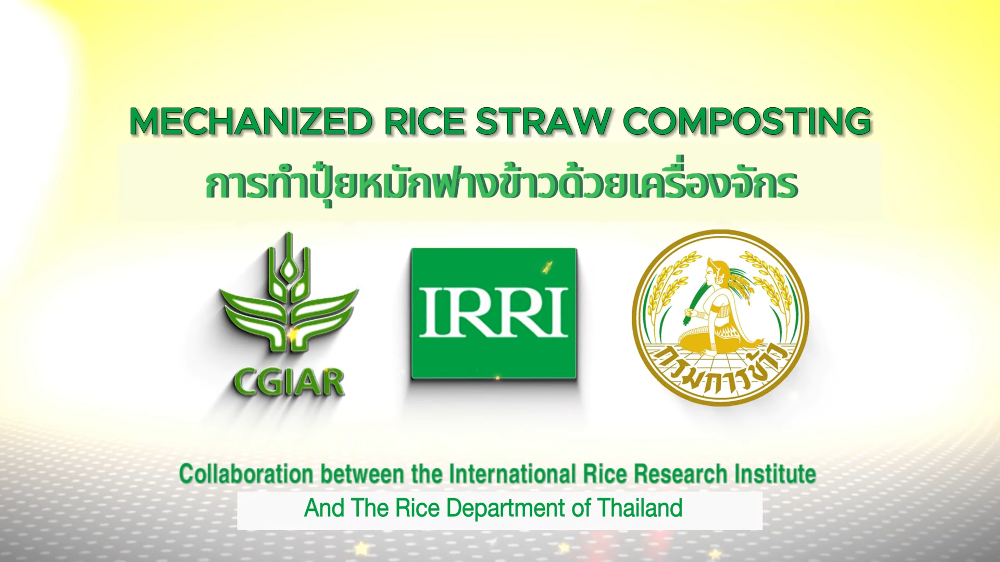 MECHANIZED RICE STRAW COMPOSTING
การทำปุ๋ยหมักฟางข้าวด้วยเครื่องจักร
CGIAR
IRRI
กรมการข้าว
Collaboration between the International Rice Research Institute
And The Rice Department of Thailand